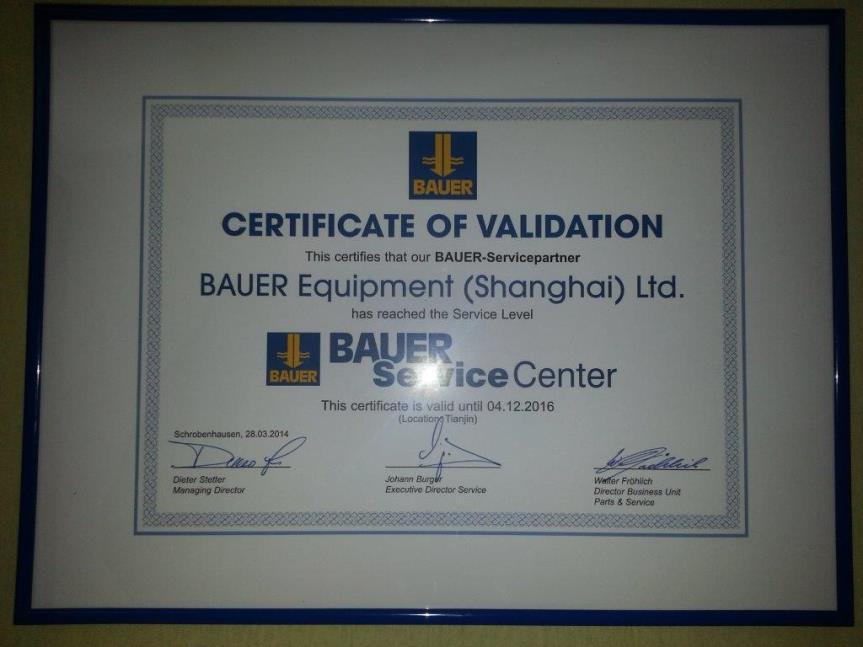 BAUER
CERTIFICATE OF VALIDATION
This certifies that our BAUER-Servicepartner
BAUER Equipment (Shanghai) Ltd.
has reached the Service Level
BAUER
BAUER
Service Center
This certificate is valid until 04.12.2016
(Location: Tianjin)
Schrobenhausen, 28.03.2014
Dieter Stetter
Managing Director
Johann Burger
Executive Director Service
Walter Fröhlich
Director Business Unit
Parts & Service